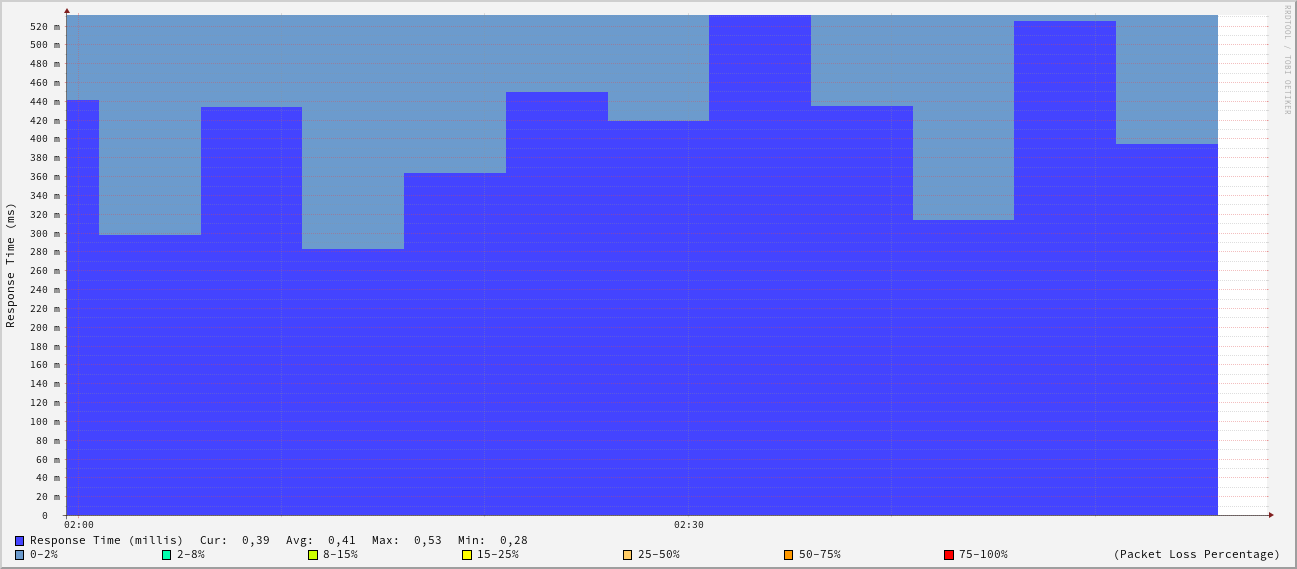 RRDTOOL / TOBI OETIKER
Response Time (ms)
520 m
500 m
480 m
460 m
440 m
420 m
400 m
380 m
360 m
340 m
320 m
300 m
280 m
260 m
240 m
220 m
200 m
180 m
160 m
140 m
120 m
100 m
80 m
60 m
40 m
20 m
0
02:00 02:30
Response Time (millis) Cur: 0,39 Avg: 0,41 Max: 0,53 Min: 0,28
0-2% 2-8% 8-15% 15-25% 25-50% 50-75% 75-100% (Packet Loss Percentage)